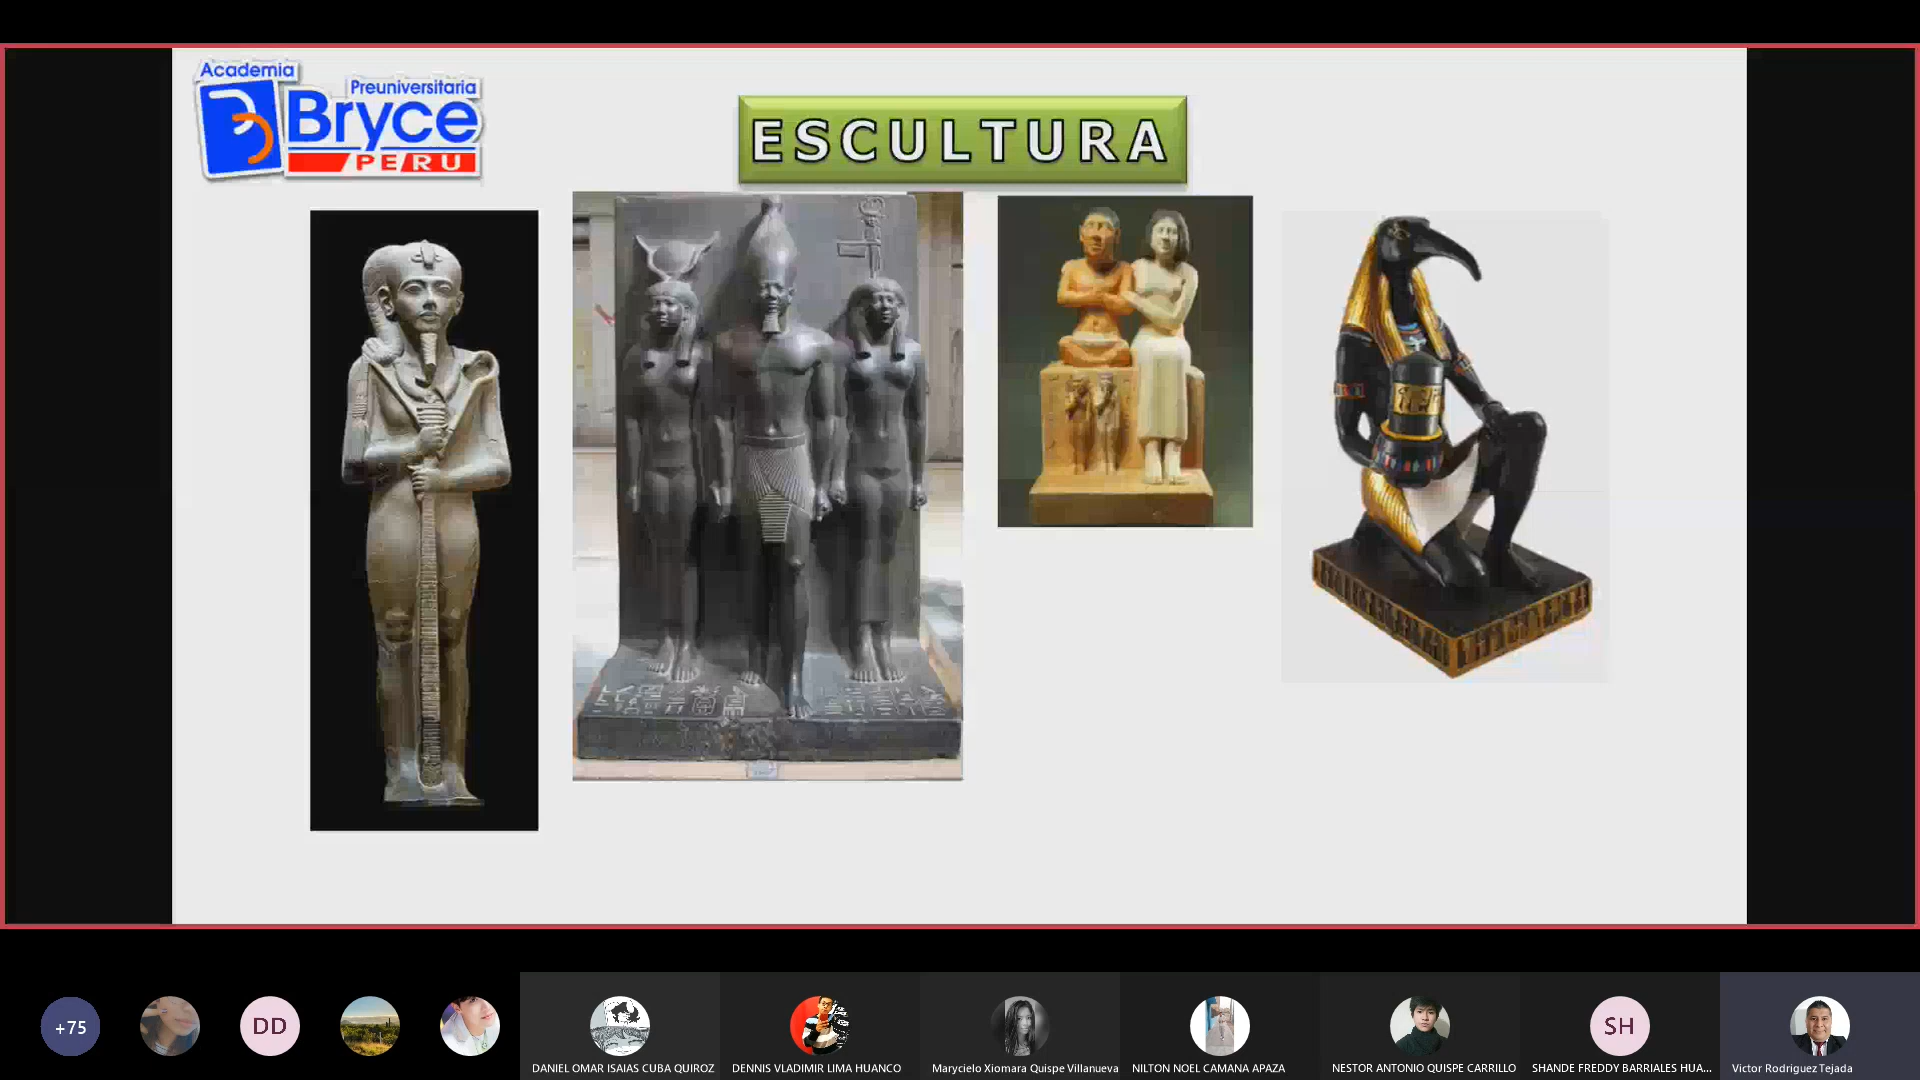 Academia
Preuniversitaria
Bryce
PERU
ESCULTURA
+75
DD
SH
DANIEL OMAR ISAIAS CUBA QUIROZ
DENNIS VLADIMIR LIMA HUANCO
Marycielo Xiomara Quispe Villanueva
NILTON NOEL CAMANA APAZA
NESTOR ANTONIO QUISPE CARRILLO
SHANDE FREDDY BARRIALES HUA...
Victor Rodriguez Tejada